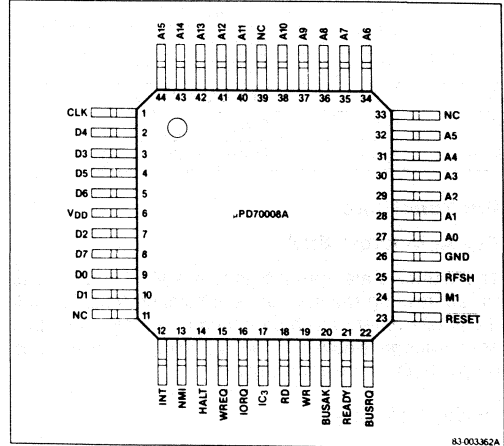 A15 A14 A13 A12 A11 NC A10 A9 A8 A7 A6
44 43 42 41 40 39 38 37 36 35 34
CLK 1 33 NC
D4 2 32 A5
D3 3 31 A4
D5 4 30 A3
D6 5 29 A2
VDD 6 µPD70008A 28 A1
D2 7 27 A0
D7 8 26 GND
D0 9 25 RFSH
D1 10 24 M1
NC 11 23 RESET
12 13 14 15 16 17 18 19 20 21 22
INT NMI HALT WREQ IORQ IC3 RD WR BUSAK READY BUSRQ
83-003362A